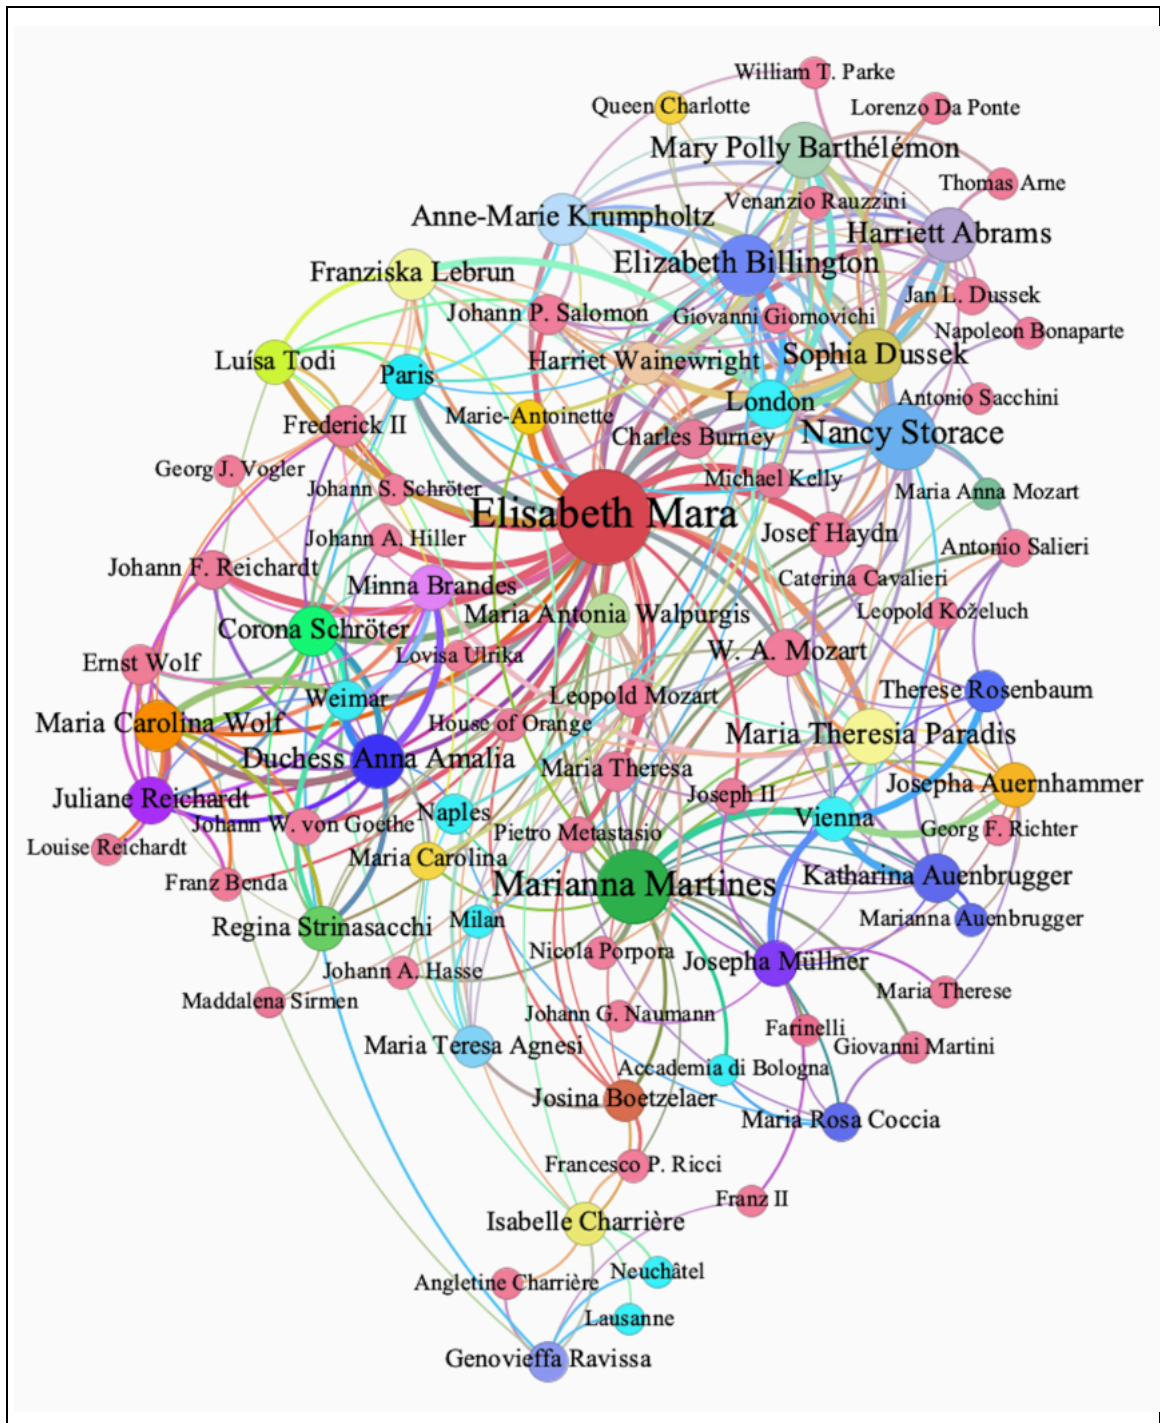 William T. Parke
Queen Charlotte
Lorenzo Da Ponte
Mary Polly Barthélémon
Thomas Arne
Venanzio Rauzzini
Anne-Marie Krumpholtz
Harriett Abrams
Elizabeth Billington
Franziska Lebrun
Jan L. Dussek
Johann P. Salomon
Giovanni Giornovichi
Napoleon Bonaparte
Luísa Todi
Harriet Wainewright
Sophia Dussek
Paris
London
Antonio Sacchini
Marie-Antoinette
Frederick II
Charles Burney
Nancy Storace
Georg J. Vogler
Johann S. Schröter
Michael Kelly
Maria Anna Mozart
Elisabeth Mara
Josef Haydn
Johann A. Hiller
Antonio Salieri
Johann F. Reichardt
Minna Brandes
Caterina Cavalieri
Maria Antonia Walpurgis
Leopold Koželuch
Corona Schröter
Lovisa Ulrika
W. A. Mozart
Ernst Wolf
Weimar
Leopold Mozart
Therese Rosenbaum
Maria Carolina Wolf
House of Orange
Maria Theresia Paradis
Duchess Anna Amalia
Maria Theresa
Josepha Auernhammer
Juliane Reichardt
Joseph II
Naples
Vienna
Johann W. von Goethe
Pietro Metastasio
Georg F. Richter
Louise Reichardt
Maria Carolina
Franz Benda
Marianna Martines
Katharina Auenbrugger
Regina Strinasacchi
Milan
Marianna Auenbrugger
Nicola Porpora
Josepha Müllner
Johann A. Hasse
Maddalena Sirmen
Maria Therese
Johann G. Naumann
Farinelli
Maria Teresa Agnesi
Giovanni Martini
Accademia di Bologna
Josina Boetzelaer
Maria Rosa Coccia
Francesco P. Ricci
Franz II
Isabelle Charrière
Neuchâtel
Angletine Charrière
Lausanne
Genovieffa Ravissa